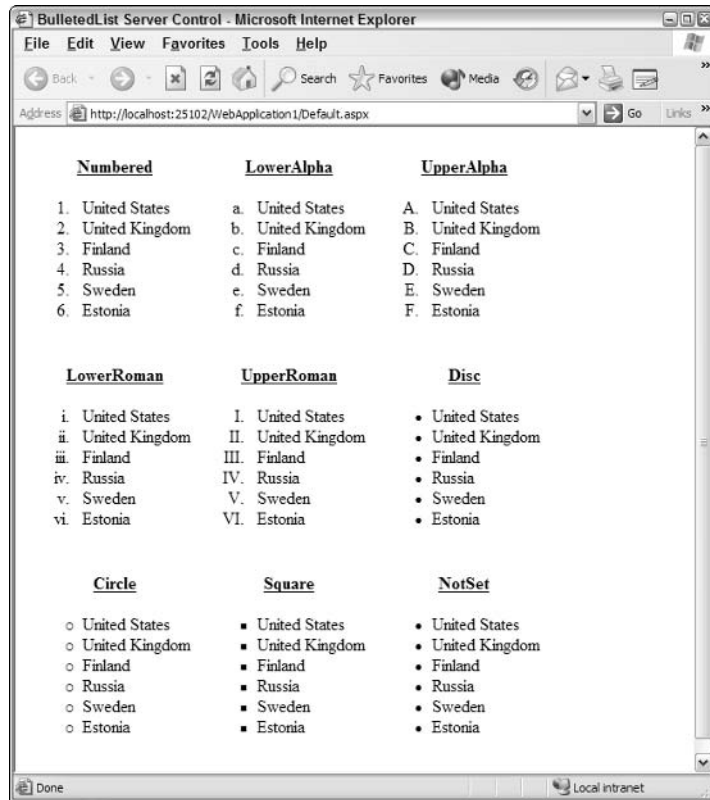 BulletedList Server Control - Microsoft Internet Explorer
File Edit View Favorites Tools Help
Back Search Favorites Media »
Address http://localhost:25102/WebApplication1/Default.aspx Go Links »
Numbered LowerAlpha UpperAlpha
1. United States a. United States A. United States
2. United Kingdom b. United Kingdom B. United Kingdom
3. Finland c. Finland C. Finland
4. Russia d. Russia D. Russia
5. Sweden e. Sweden E. Sweden
6. Estonia f. Estonia F. Estonia
LowerRoman UpperRoman Disc
i. United States I. United States • United States
ii. United Kingdom II. United Kingdom • United Kingdom
iii. Finland III. Finland • Finland
iv. Russia IV. Russia • Russia
v. Sweden V. Sweden • Sweden
vi. Estonia VI. Estonia • Estonia
Circle Square NotSet
○ United States ▪ United States • United States
○ United Kingdom ▪ United Kingdom • United Kingdom
○ Finland ▪ Finland • Finland
○ Russia ▪ Russia • Russia
○ Sweden ▪ Sweden • Sweden
○ Estonia ▪ Estonia • Estonia
Done Local intranet